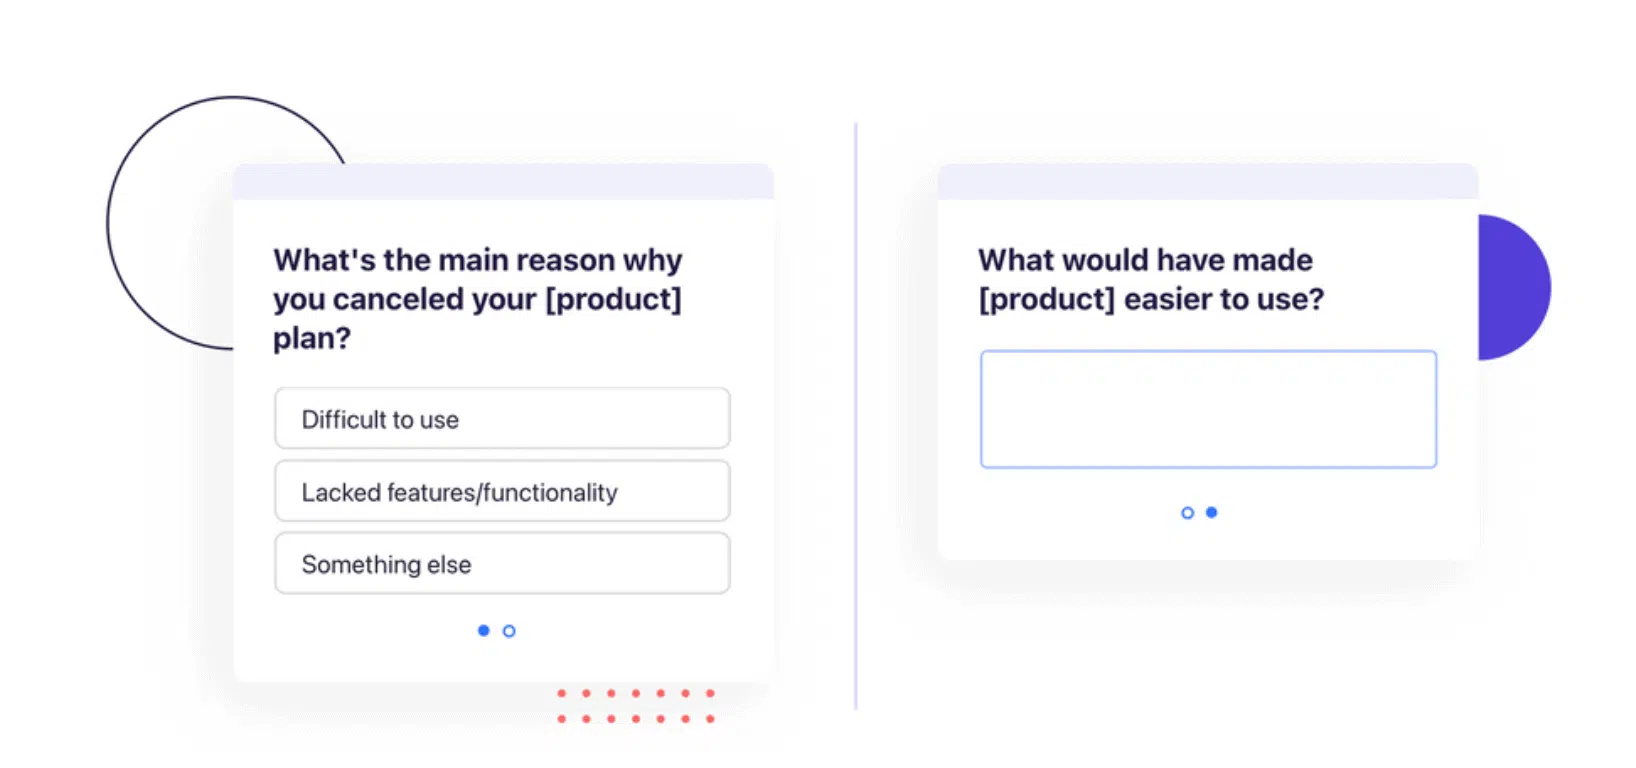 What's the main reason why
you canceled your [product]
plan?
Difficult to use
Lacked features/functionality
Something else
What would have made
[product] easier to use?